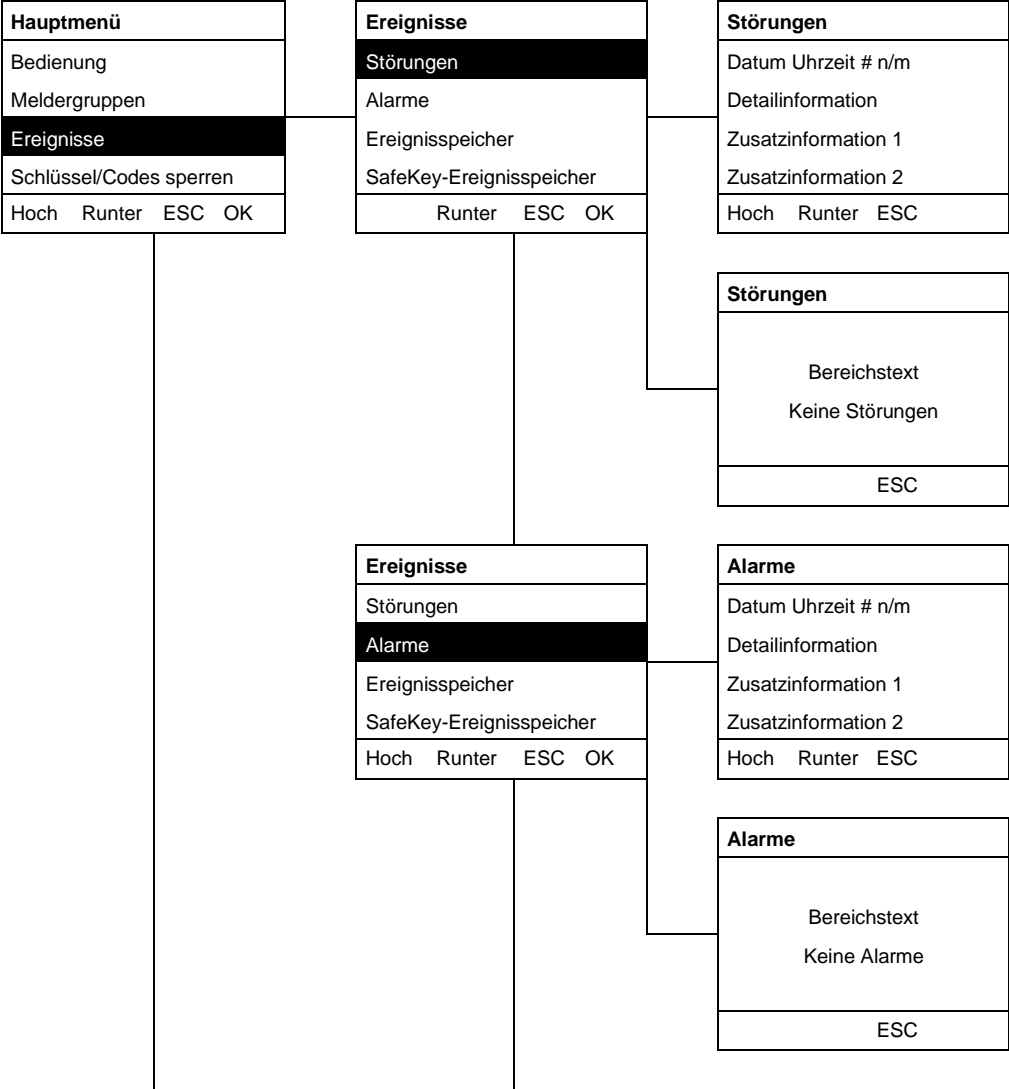 Hauptmenü
Bedienung
Meldergruppen
Ereignisse
Schlüssel/Codes sperren
Hoch Runter ESC OK
Ereignisse
Störungen
Alarme
Ereignisspeicher
SafeKey-Ereignisspeicher
Runter ESC OK
Störungen
Datum Uhrzeit # n/m
Detailinformation
Zusatzinformation 1
Zusatzinformation 2
Hoch Runter ESC
Störungen
Bereichstext
Keine Störungen
ESC
Ereignisse
Störungen
Alarme
Ereignisspeicher
SafeKey-Ereignisspeicher
Hoch Runter ESC OK
Alarme
Datum Uhrzeit # n/m
Detailinformation
Zusatzinformation 1
Zusatzinformation 2
Hoch Runter ESC
Alarme
Bereichstext
Keine Alarme
ESC